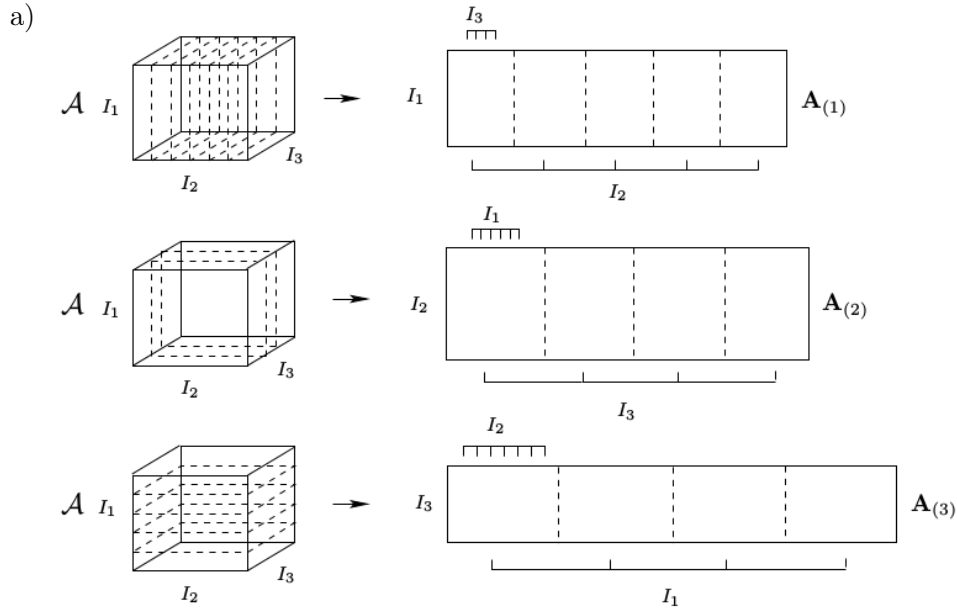 a)
I₃
𝒜 I₁ I₁ A₍₁₎
I₃
I₂ I₂
I₁
𝒜 I₁ I₂ A₍₂₎
I₃
I₂ I₃
I₂
𝒜 I₁ I₃ A₍₃₎
I₃
I₂ I₁